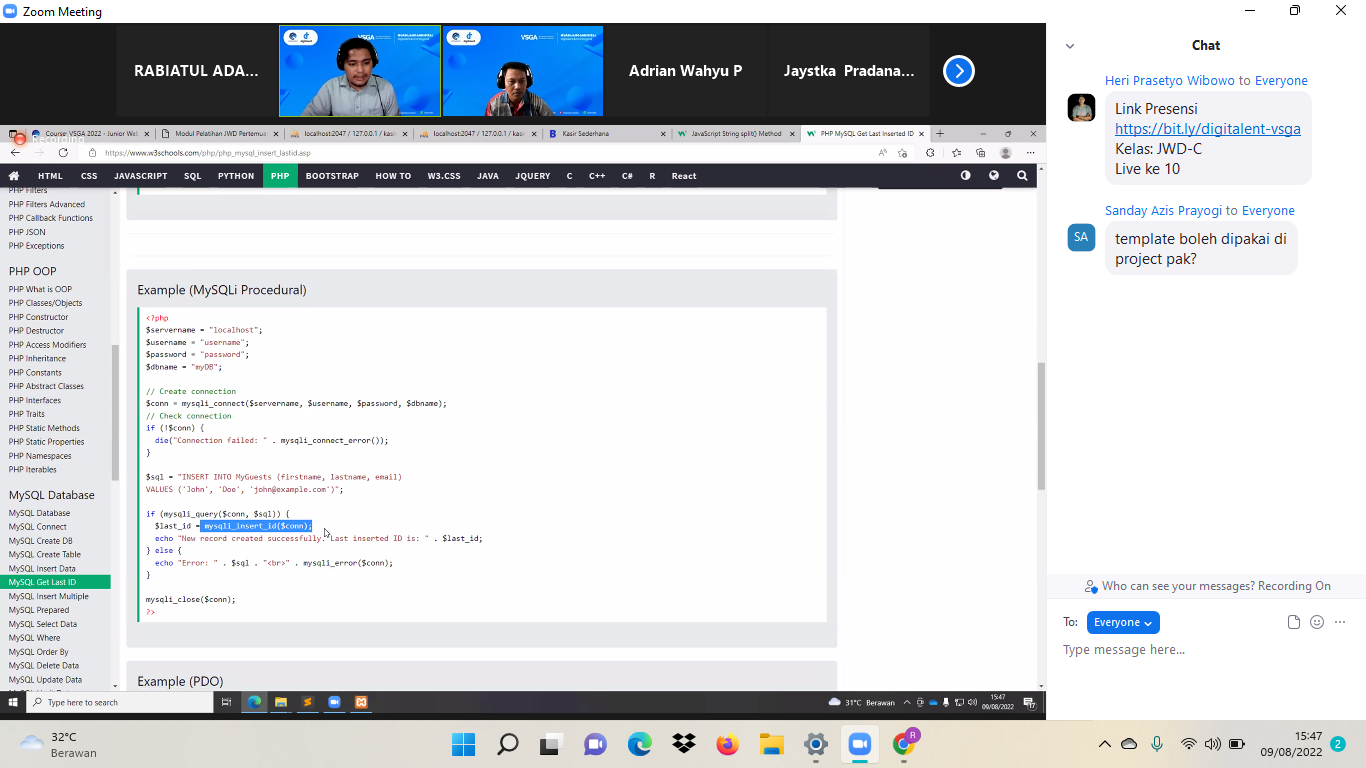 Zoom Meeting
RABIATUL ADA...
VSGA
VSGA
Adrian Wahyu P
Jaystka Pradana...
Recording
Course: VSGA 2022 - Junior Wel
Modul Pelatihan JWD Pertemua
localhost:2047 / 127.0.0.1 / kasi
localhost:2047 / 127.0.0.1 / kasi
Kasir Sederhana
JavaScript String split() Method
PHP MySQL Get Last Inserted ID
https://www.w3schools.com/php/php_mysql_insert_lastid.asp
HTML CSS JAVASCRIPT SQL PYTHON PHP BOOTSTRAP HOW TO W3.CSS JAVA JQUERY C C++ C# R React
PHP Filters
PHP Filters Advanced
PHP Callback Functions
PHP JSON
PHP Exceptions
PHP OOP
PHP What is OOP
PHP Classes/Objects
PHP Constructor
PHP Destructor
PHP Access Modifiers
PHP Inheritance
PHP Constants
PHP Abstract Classes
PHP Interfaces
PHP Traits
PHP Static Methods
PHP Static Properties
PHP Namespaces
PHP Iterables
MySQL Database
MySQL Database
MySQL Connect
MySQL Create DB
MySQL Create Table
MySQL Insert Data
MySQL Get Last ID
MySQL Insert Multiple
MySQL Prepared
MySQL Select Data
MySQL Where
MySQL Order By
MySQL Delete Data
MySQL Update Data
Example (MySQLi Procedural)
<?php
$servername = "localhost";
$username = "username";
$password = "password";
$dbname = "myDB";
// Create connection
$conn = mysqli_connect($servername, $username, $password, $dbname);
// Check connection
if (!$conn) {
die("Connection failed: " . mysqli_connect_error());
}
$sql = "INSERT INTO MyGuests (firstname, lastname, email)
VALUES ('John', 'Doe', 'john@example.com')";
if (mysqli_query($conn, $sql)) {
$last_id = mysqli_insert_id($conn);
echo "New record created successfully. Last inserted ID is: " . $last_id;
} else {
echo "Error: " . $sql . "<br>" . mysqli_error($conn);
}
mysqli_close($conn);
?>
Example (PDO)
Type here to search
31°C Berawan
15:47
09/08/2022
Chat
Heri Prasetyo Wibowo to Everyone
Link Presensi
https://bit.ly/digitalent-vsga
Kelas: JWD-C
Live ke 10
Sanday Azis Prayogi to Everyone
SA
template boleh dipakai di
project pak?
Who can see your messages? Recording On
To: Everyone
Type message here...
32°C
Berawan
R
15:47
09/08/2022
2